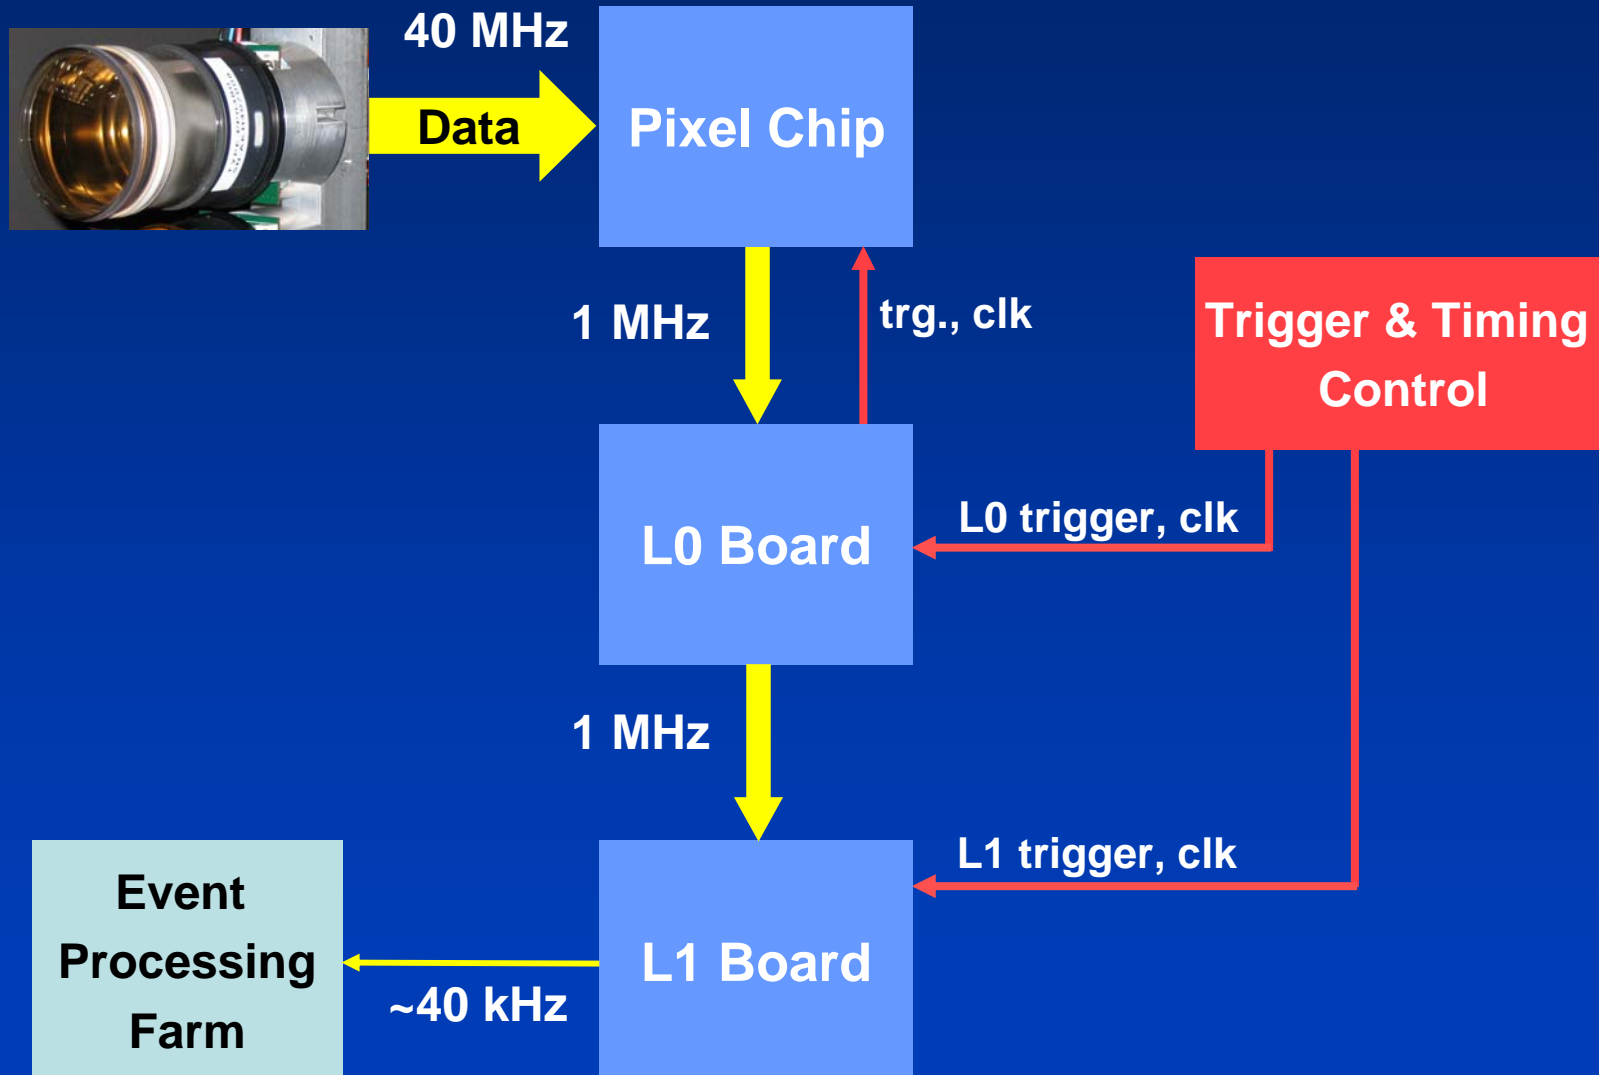 40 MHz
Data
Pixel Chip
1 MHz
trg., clk
Trigger & Timing
Control
L0 trigger, clk
L0 Board
1 MHz
L1 trigger, clk
Event
Processing
Farm
~40 kHz
L1 Board